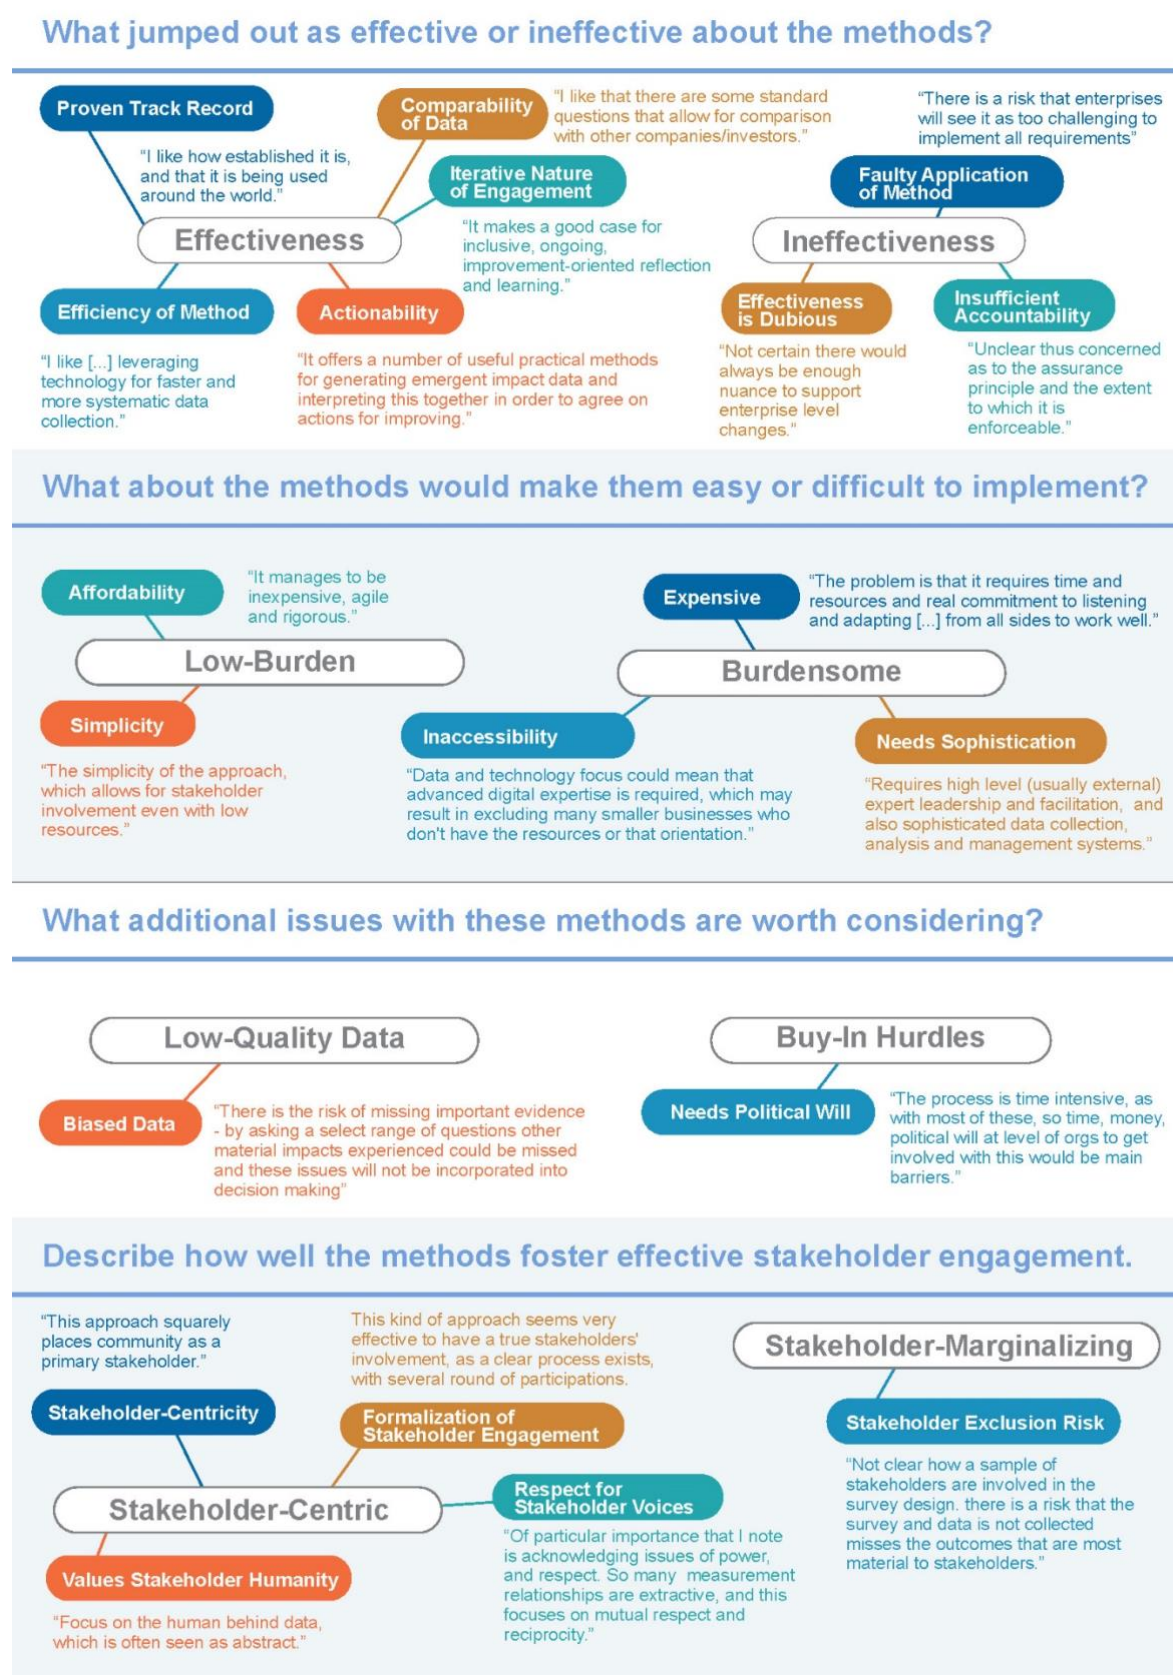 What jumped out as effective or ineffective about the methods?
Proven Track Record
"I like how established it is,
and that it is being used
around the world."
Comparability
of Data
"I like that there are some standard
questions that allow for comparison
with other companies/investors."
Iterative Nature
of Engagement
"It makes a good case for
inclusive, ongoing,
improvement-oriented reflection
and learning."
Effectiveness
Efficiency of Method
"I like [...] leveraging
technology for faster and
more systematic data
collection."
Actionability
"It offers a number of useful practical methods
for generating emergent impact data and
interpreting this together in order to agree on
actions for improving."
"There is a risk that enterprises
will see it as too challenging to
implement all requirements"
Faulty Application
of Method
Ineffectiveness
Effectiveness
is Dubious
"Not certain there would
always be enough
nuance to support
enterprise level
changes."
Insufficient
Accountability
"Unclear thus concerned
as to the assurance
principle and the extent
to which it is
enforceable."
What about the methods would make them easy or difficult to implement?
Affordability
"It manages to be
inexpensive, agile
and rigorous."
Low-Burden
Simplicity
"The simplicity of the approach,
which allows for stakeholder
involvement even with low
resources."
Expensive
"The problem is that it requires time and
resources and real commitment to listening
and adapting [...] from all sides to work well."
Burdensome
Inaccessibility
"Data and technology focus could mean that
advanced digital expertise is required, which may
result in excluding many smaller businesses who
don't have the resources or that orientation."
Needs Sophistication
"Requires high level (usually external)
expert leadership and facilitation, and
also sophisticated data collection,
analysis and management systems."
What additional issues with these methods are worth considering?
Low-Quality Data
Biased Data
"There is the risk of missing important evidence
- by asking a select range of questions other
material impacts experienced could be missed
and these issues will not be incorporated into
decision making"
Buy-In Hurdles
Needs Political Will
"The process is time intensive, as
with most of these, so time, money,
political will at level of orgs to get
involved with this would be main
barriers."
Describe how well the methods foster effective stakeholder engagement.
"This approach squarely
places community as a
primary stakeholder."
Stakeholder-Centricity
This kind of approach seems very
effective to have a true stakeholders'
involvement, as a clear process exists,
with several round of participations.
Formalization of
Stakeholder Engagement
Stakeholder-Centric
Respect for
Stakeholder Voices
"Of particular importance that I note
is acknowledging issues of power,
and respect. So many measurement
relationships are extractive, and this
focuses on mutual respect and
reciprocity."
Values Stakeholder Humanity
"Focus on the human behind data,
which is often seen as abstract."
Stakeholder-Marginalizing
Stakeholder Exclusion Risk
"Not clear how a sample of
stakeholders are involved in the
survey design. there is a risk that the
survey and data is not collected
misses the outcomes that are most
material to stakeholders."